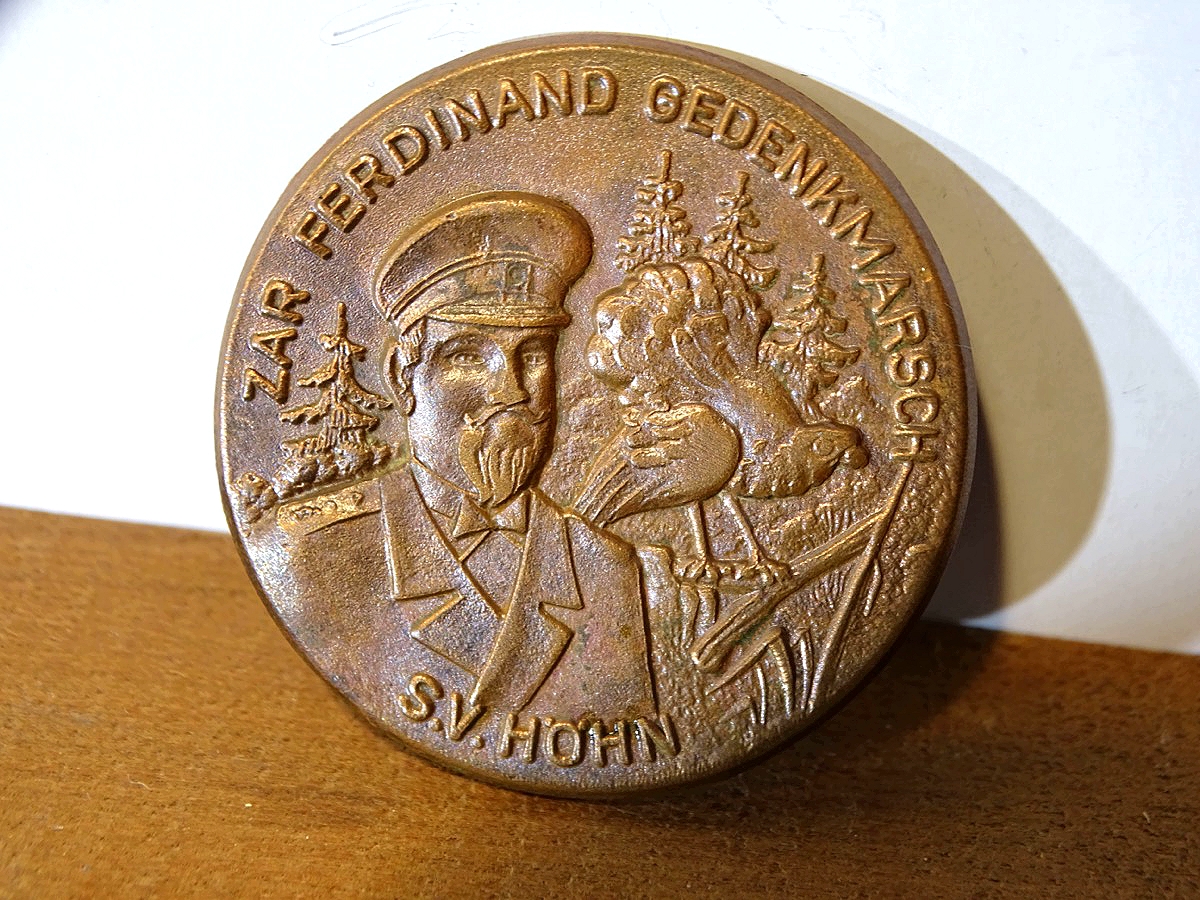 ZAR FERDINAND GEDENKMARSCH
S.V. HÖHN